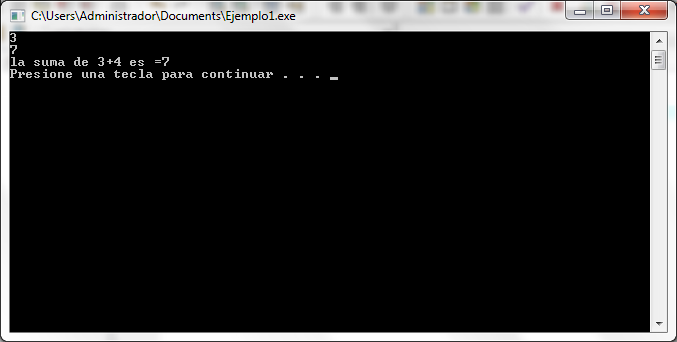 C:\Users\Administrador\Documents\Ejemplo1.exe
3
7
la suma de 3+4 es =7
Presione una tecla para continuar . . . _